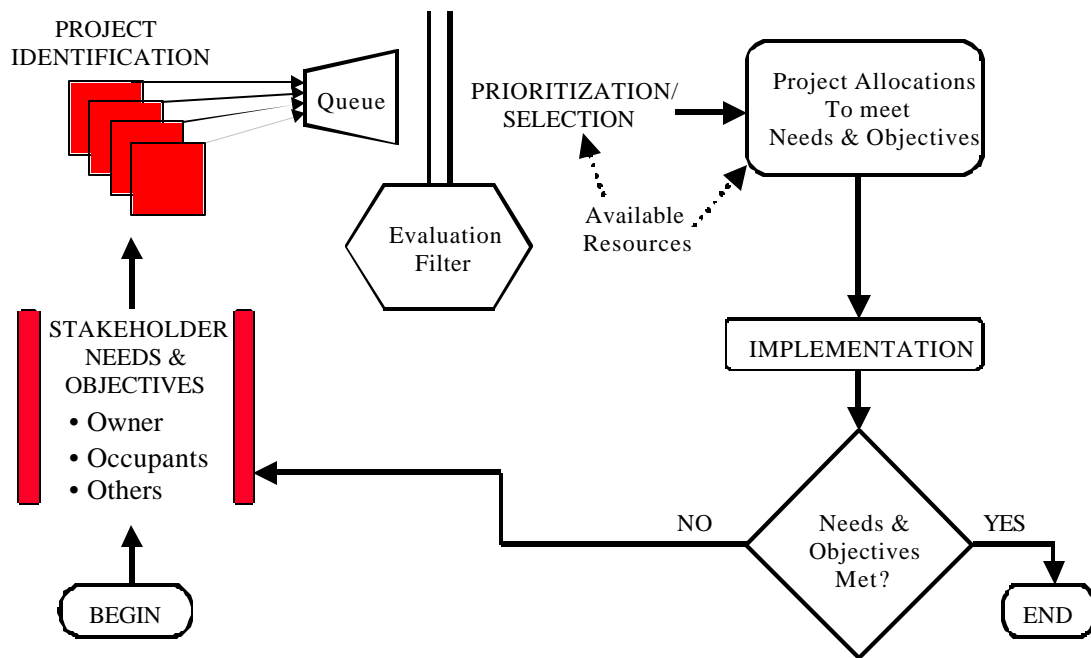 PROJECT
IDENTIFICATION
Queue
Evaluation
Filter
PRIORITIZATION/
SELECTION
Available
Resources
Project Allocations
To meet
Needs & Objectives
STAKEHOLDER
NEEDS &
OBJECTIVES
• Owner
• Occupants
• Others
BEGIN
IMPLEMENTATION
Needs &
Objectives
Met?
NO
YES
END